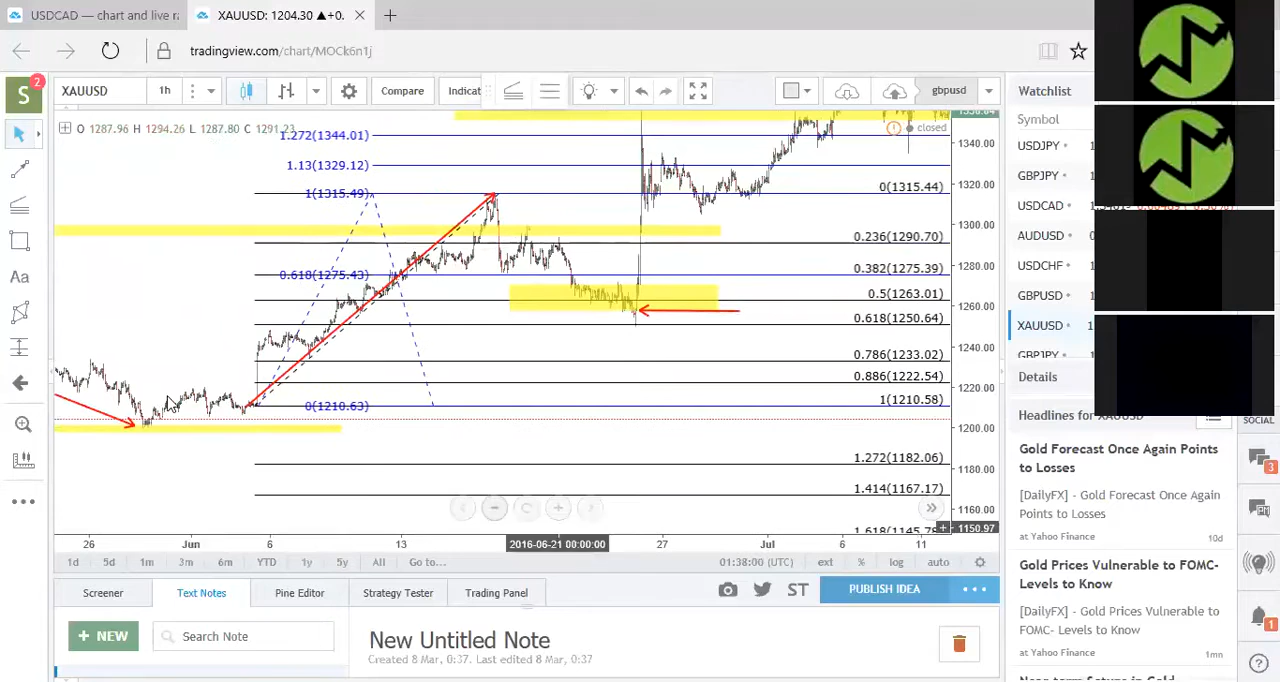 USDCAD — chart and live ra
XAUUSD: 1204.30 ▲+0.
tradingview.com/chart/MOCk6n1j
S
2
XAUUSD
1h
Compare
Indicat
gbpusd
Watchlist
O 1287.96 H 1294.26 L 1287.80 C 1291.23
closed
Symbol
USDJPY
GBPJPY
USDCAD
AUDUSD
USDCHF
GBPUSD
XAUUSD
GBPJPY
1.272(1344.01)
1.13(1329.12)
1(1315.49)
0.618(1275.43)
0(1210.63)
0(1315.44)
0.236(1290.70)
0.382(1275.39)
0.5(1263.01)
0.618(1250.64)
0.786(1233.02)
0.886(1222.54)
1(1210.58)
1.272(1182.06)
1.414(1167.17)
1340.00
1320.00
1300.00
1280.00
1260.00
1240.00
1220.00
1200.00
1180.00
1160.00
1150.97
Aa
26
Jun
6
13
2016-06-21 00:00:00
27
Jul
6
11
1d
5d
1m
3m
6m
YTD
1y
5y
All
Go to...
01:38:00 (UTC)
ext
%
log
auto
Screener
Text Notes
Pine Editor
Strategy Tester
Trading Panel
ST
PUBLISH IDEA
+ NEW
Search Note
New Untitled Note
Created 8 Mar, 0:37. Last edited 8 Mar, 0:37
Details
Headlines for XAUUSD
SOCIAL
Gold Forecast Once Again Points
to Losses
[DailyFX] - Gold Forecast Once Again
Points to Losses
at Yahoo Finance
10d
Gold Prices Vulnerable to FOMC-
Levels to Know
[DailyFX] - Gold Prices Vulnerable to
FOMC- Levels to Know
at Yahoo Finance
1mn
3
1